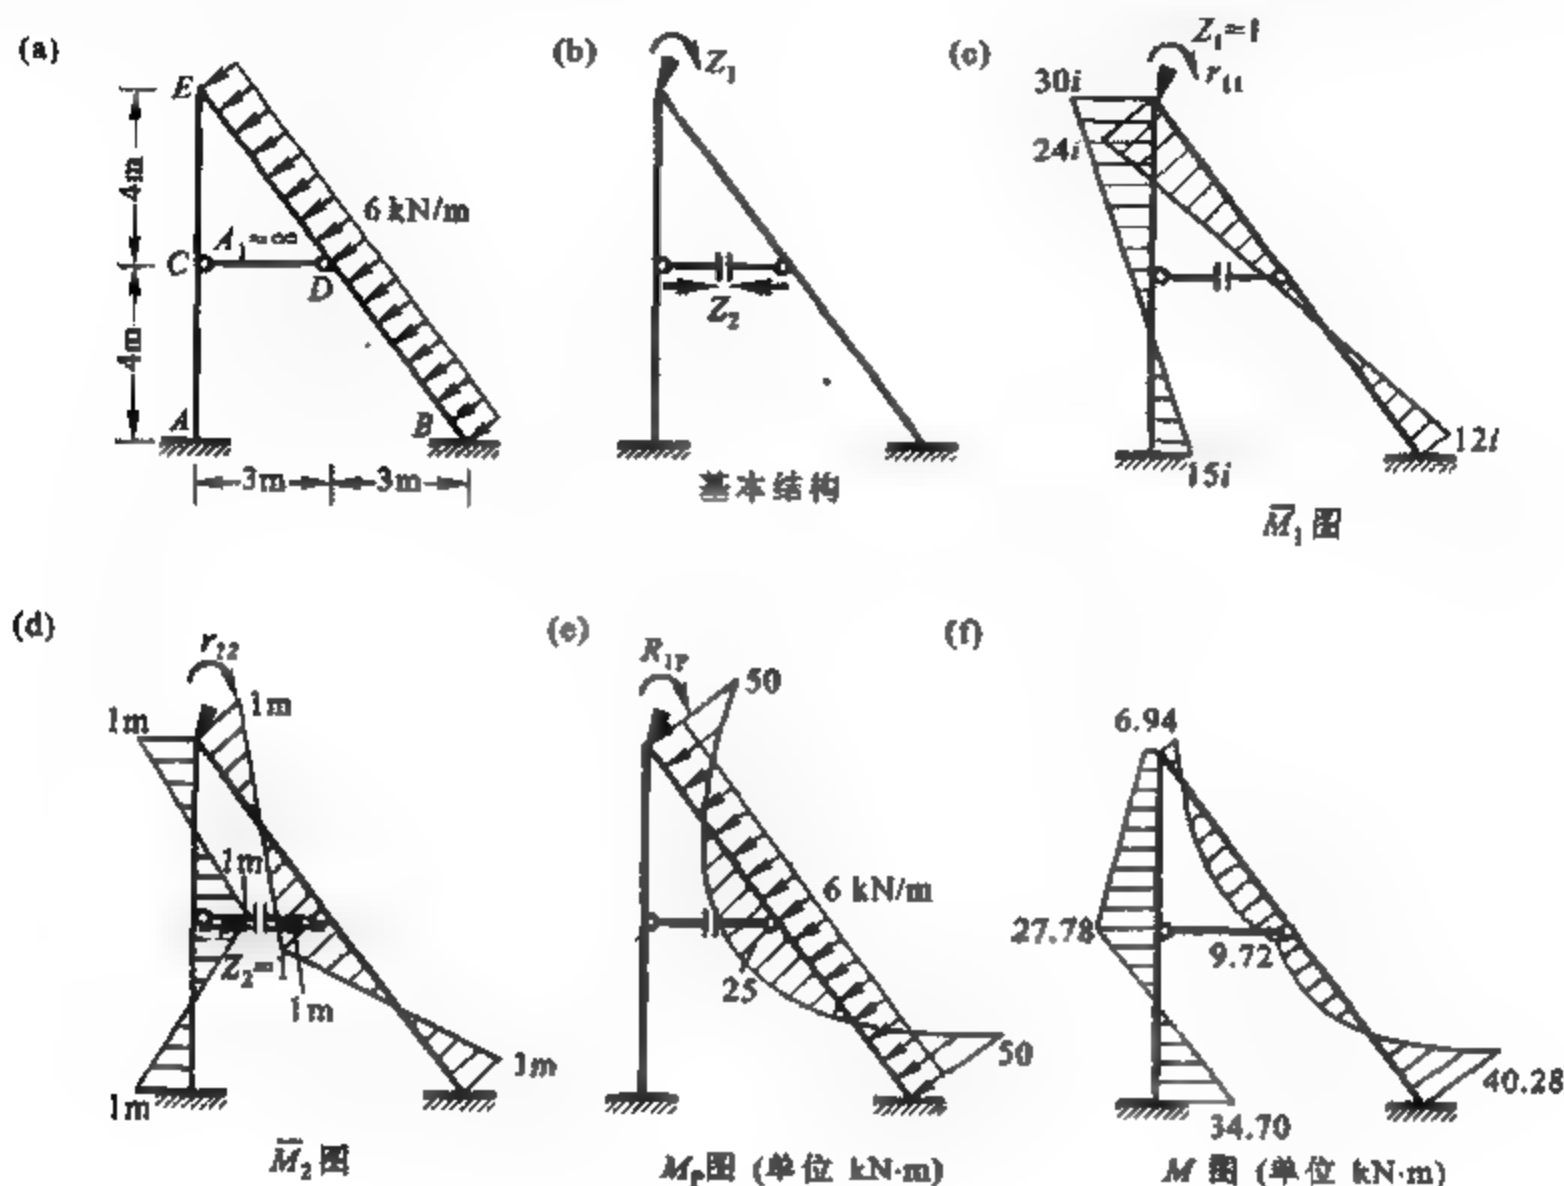 (a)
E
4m
6 kN/m
C
A₁=∞
D
4m
A
B
3m
3m
(b)
Z₁
Z₂
基本结构
(c)
Z₁=1
r₁₁
30i
24i
12i
15i
M̅₁图
(d)
r₁₂
1m
1m
1m
Z₂=1
1m
1m
1m
M̅₂图
(e)
R₁P
50
6 kN/m
25
50
M_P图 (单位 kN·m)
(f)
6.94
27.78
9.72
40.28
34.70
M 图 (单位 kN·m)